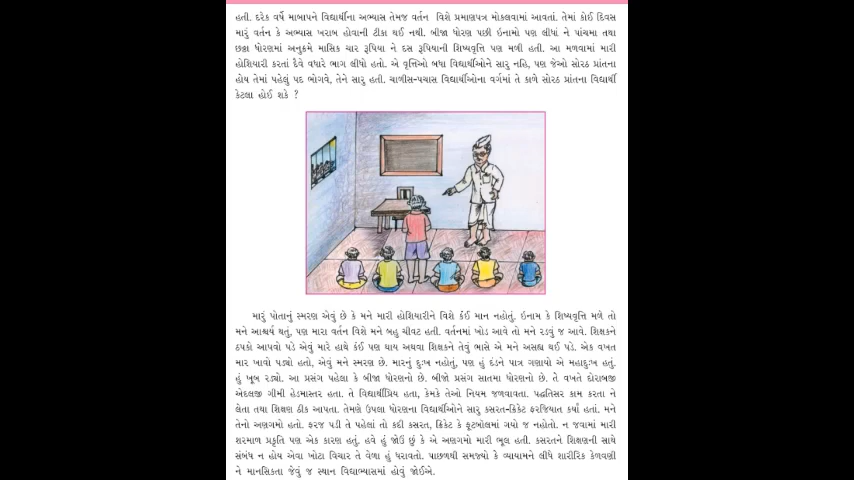 હતી. દરેક વર્ષે માબાપને વિદ્યાર્થીના અભ્યાસ તેમજ વર્તન વિશે પ્રમાણપત્ર મોકલવામાં આવતાં. તેમાં કોઈ દિવસ
મારું વર્તન કે અભ્યાસ ખરાબ હોવાની ટીકા થઈ નથી. બીજા ધોરણ પછી ઇનામો પણ લીધાં ને પાંચમા તથા
છઠ્ઠા ધોરણમાં અનુક્રમે માસિક ચાર રૂપિયા ને દસ રૂપિયાની શિષ્યવૃત્તિ પણ મળી હતી. આ મળવામાં મારી
હોશિયારી કરતાં દૈવે વધારે ભાગ લીધો હતો. એ વૃત્તિઓ બધા વિદ્યાર્થીઓને સારુ નહિ, પણ જેઓ સોરઠ પ્રાંતના
હોય તેમાં પહેલું પદ ભોગવે, તેને સારુ હતી. ચાળીસ-પચાસ વિદ્યાર્થીઓના વર્ગમાં તે કાળે સોરઠ પ્રાંતના વિદ્યાર્થી
કેટલા હોઈ શકે ?
મારું પોતાનું સ્મરણ એવું છે કે મને મારી હોશિયારીને વિશે કંઈ માન નહોતું. ઇનામ કે શિષ્યવૃત્તિ મળે તો
મને આશ્ચર્ય થતું, પણ મારા વર્તન વિશે મને બહુ ચીવટ હતી. વર્તનમાં ખોડ આવે તો મને રડવું જ આવે. શિક્ષકને
ઠપકો આપવો પડે એવું મારે હાથે કંઈ પણ થાય અથવા શિક્ષકને તેવું ભાસે એ મને અસહ્ય થઈ પડે. એક વખત
માર ખાવો પડ્યો હતો, એવું મને સ્મરણ છે. મારનું દુઃખ નહોતું, પણ હું દંડને પાત્ર ગણાયો એ મહાદુઃખ હતું.
હું ખૂબ રડ્યો. આ પ્રસંગ પહેલા કે બીજા ધોરણનો છે. બીજો પ્રસંગ સાતમા ધોરણનો છે. તે વખતે દોરાબજી
એદલજી ગીમી હેડમાસ્તર હતા. તે વિદ્યાર્થીપ્રિય હતા, કેમકે તેઓ નિયમ જળવાવતા. પદ્ધતિસર કામ કરતા ને
લેતા તથા શિક્ષણ ઠીક આપતા. તેમણે ઉપલા ધોરણના વિદ્યાર્થીઓને સારુ કસરત-ક્રિકેટ ફરજિયાત કર્યાં હતાં. મને
તેનો અણગમો હતો. ફરજ પડી તે પહેલાં તો કદી કસરત, ક્રિકેટ કે ફૂટબોલમાં ગયો જ નહોતો. ન જવામાં મારી
શરમાળ પ્રકૃતિ પણ એક કારણ હતું. હવે હું જોઉં છું કે એ અણગમો મારી ભૂલ હતી. કસરતને શિક્ષણની સાથે
સંબંધ ન હોય એવા ખોટા વિચાર તે વેળા હું ધરાવતો. પાછળથી સમજ્યો કે વ્યાયામને લીધે શારીરિક કેળવણી
ને માનસિકતા જેવું જ સ્થાન વિદ્યાભ્યાસમાં હોવું જોઈએ.